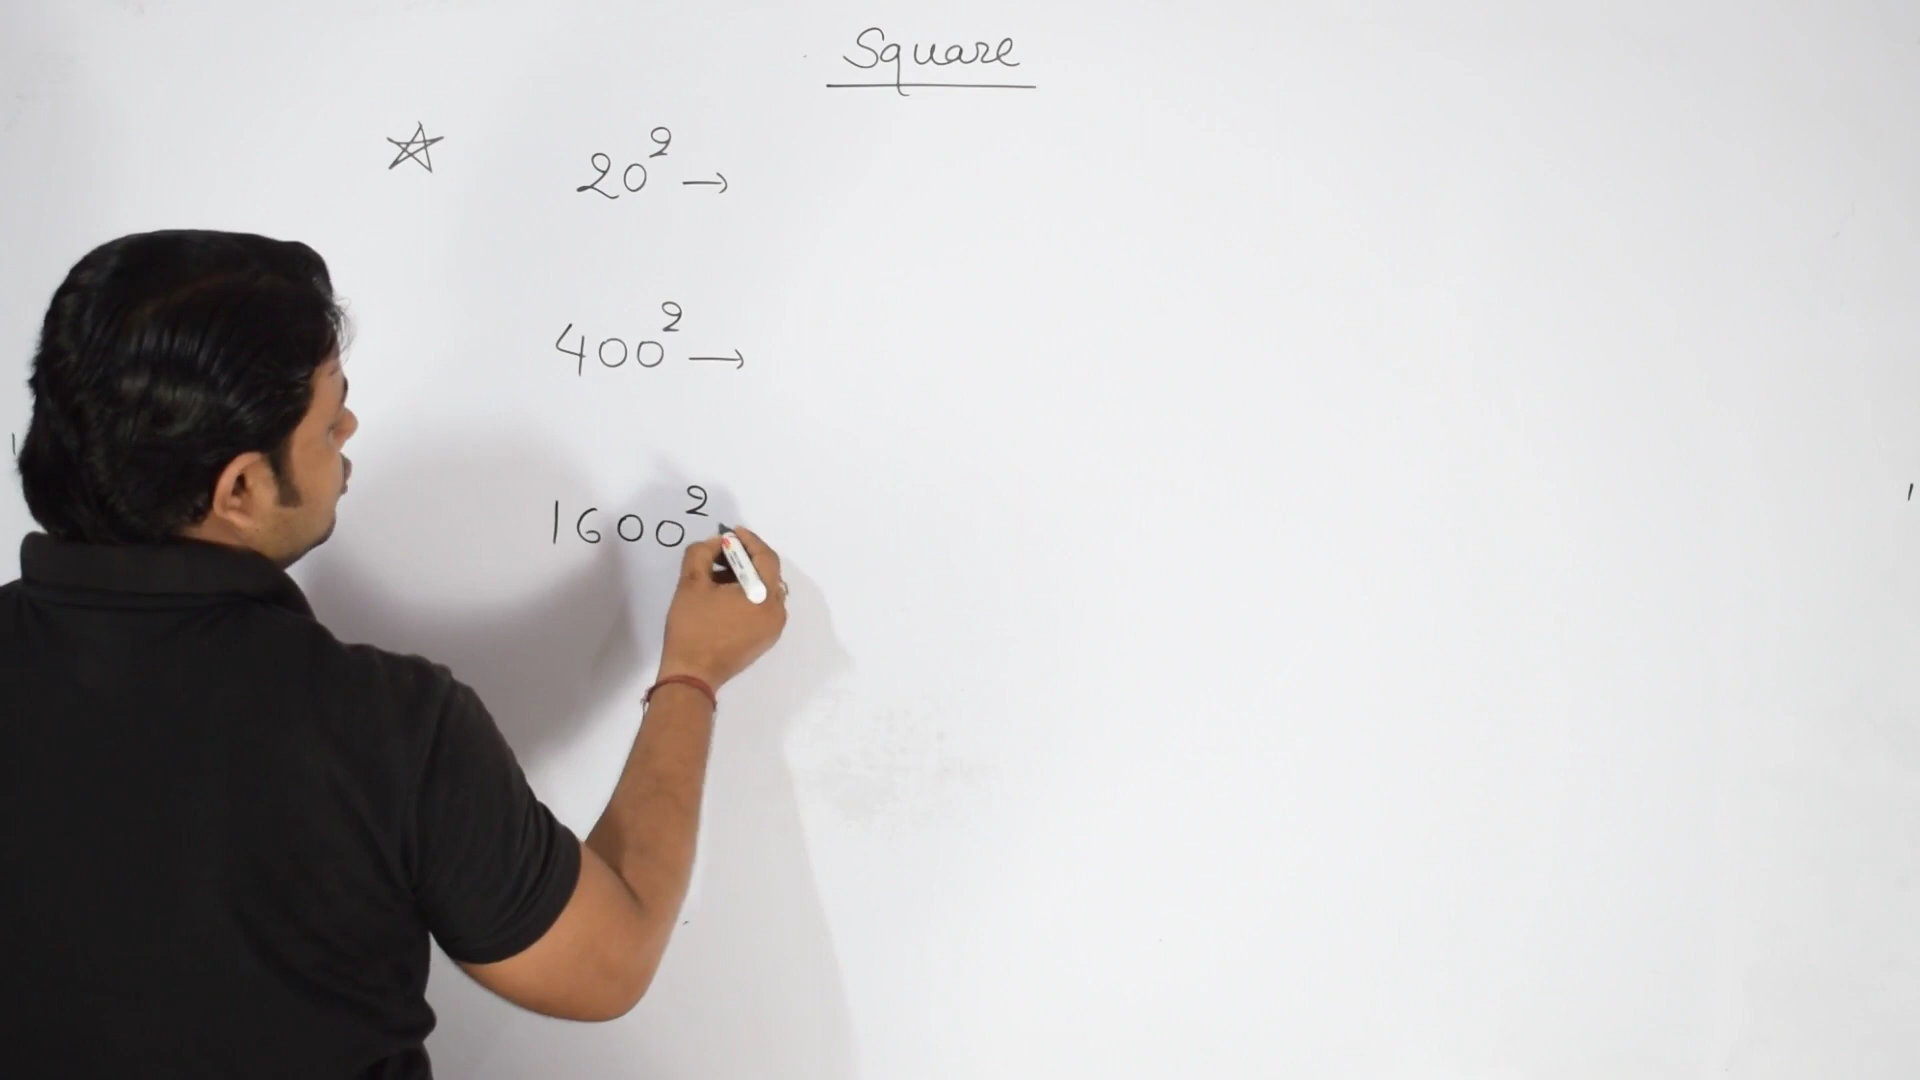 Square
20² →
400² →
1600²